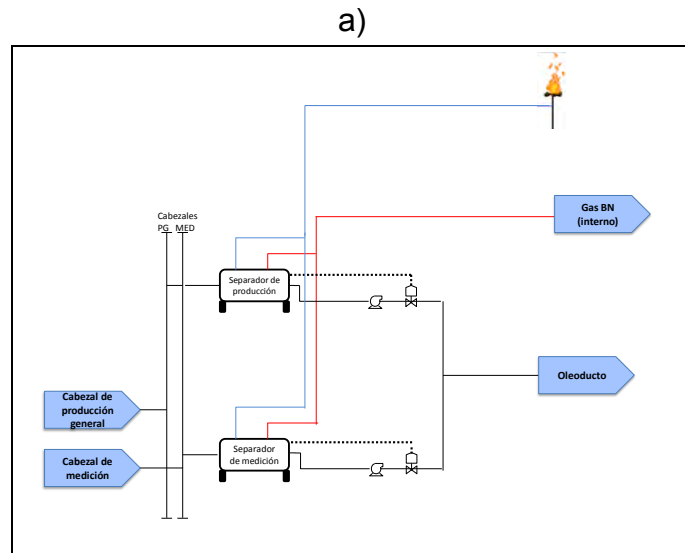 a)
Gas BN
(interno)
Cabezales
PG MED
Separador de
producción
Oleoducto
Cabezal de
producción
general
Separador
de medición
Cabezal de
medición